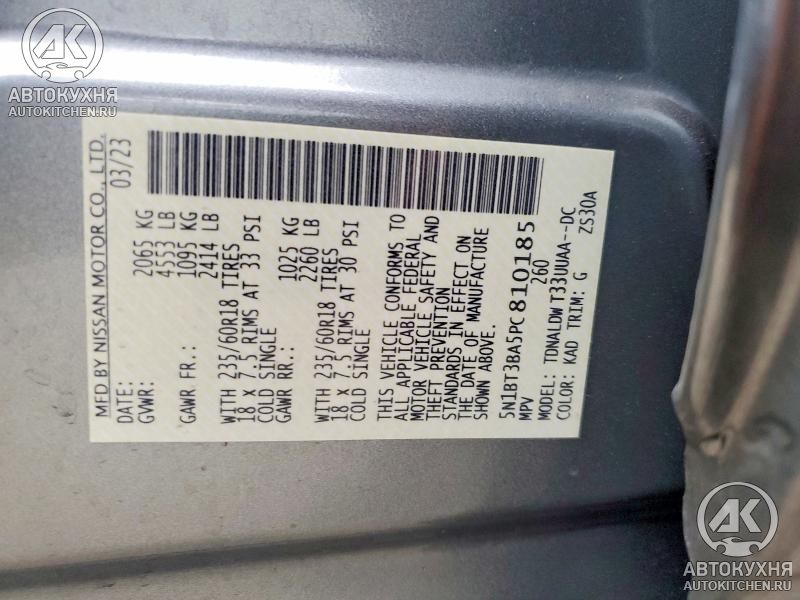 AK
АВТОКУХНЯ
AUTOKITCHEN.RU
MFD BY NISSAN MOTOR CO., LTD.
DATE: 03/23
GVWR: 2065 KG
4553 LB
GAWR FR.: 1095 KG
2414 LB
WITH 235/60R18 TIRES
18 X 7.5 RIMS AT 33 PSI
COLD SINGLE
GAWR RR.: 1025 KG
2260 LB
WITH 235/60R18 TIRES
18 X 7.5 RIMS AT 30 PSI
COLD SINGLE
THIS VEHICLE CONFORMS TO
ALL APPLICABLE FEDERAL
MOTOR VEHICLE SAFETY AND
THEFT PREVENTION
STANDARDS IN EFFECT ON
THE DATE OF MANUFACTURE
SHOWN ABOVE.
5N1BT3BA5PC810185
MPV 260
MODEL: TDNALDW T33UUAA--DC
COLOR: KAD TRIM: G ZS30A
AK
АВТОКУХНЯ
AUTOKITCHEN.RU